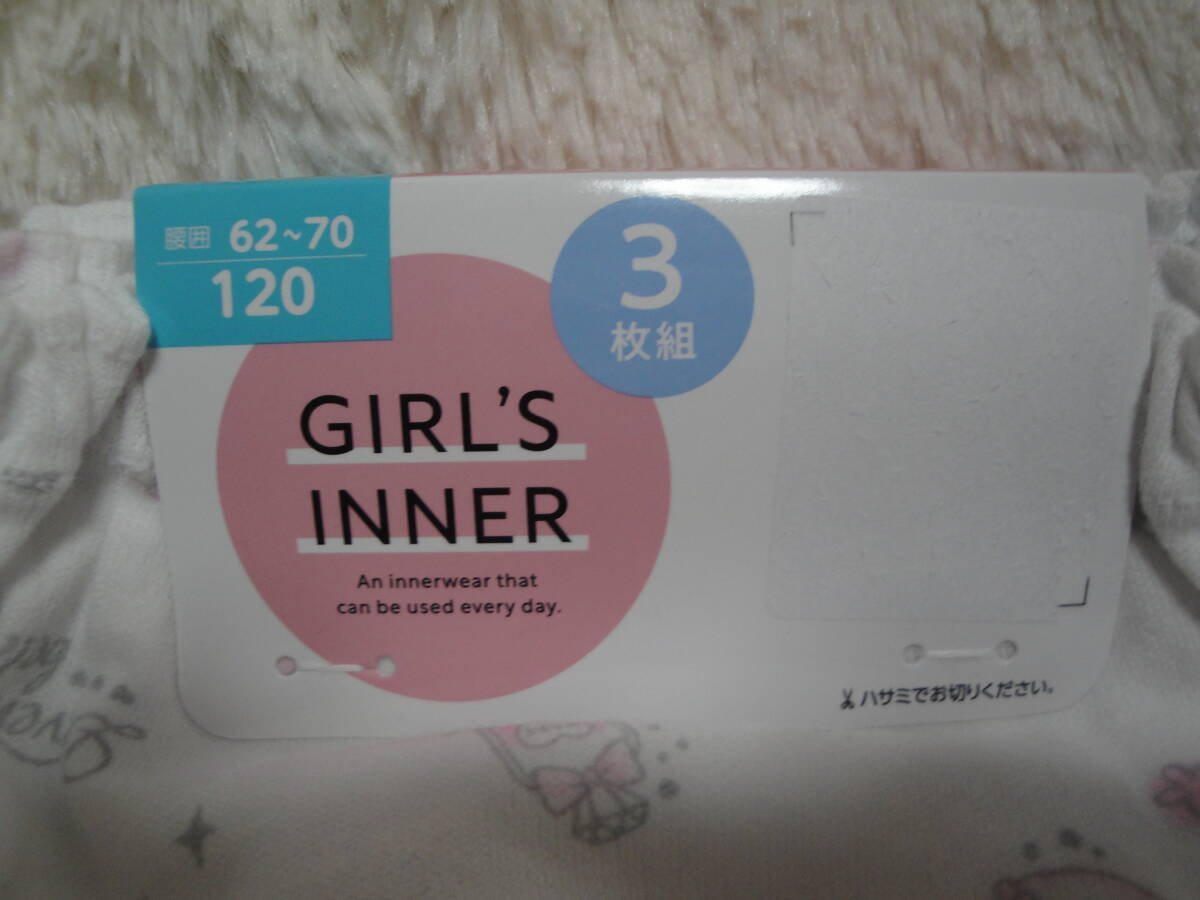 腰囲 62~70
120
3
枚組
GIRL'S
INNER
An innerwear that
can be used every day.
ハサミでお切りください。